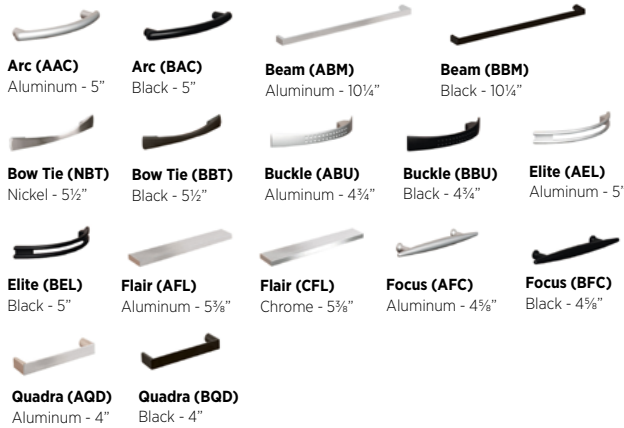 Arc (AAC)
Aluminum - 5”
Arc (BAC)
Black - 5”
Beam (ABM)
Aluminum - 10¼”
Beam (BBM)
Black - 10¼”
Bow Tie (NBT)
Nickel - 5½”
Bow Tie (BBT)
Black - 5½”
Buckle (ABU)
Aluminum - 4¾”
Buckle (BBU)
Black - 4¾”
Elite (AEL)
Aluminum - 5”
Elite (BEL)
Black - 5”
Flair (AFL)
Aluminum - 5⅜”
Flair (CFL)
Chrome - 5⅜”
Focus (AFC)
Aluminum - 4⅝”
Focus (BFC)
Black - 4⅝”
Quadra (AQD)
Aluminum - 4”
Quadra (BQD)
Black - 4”